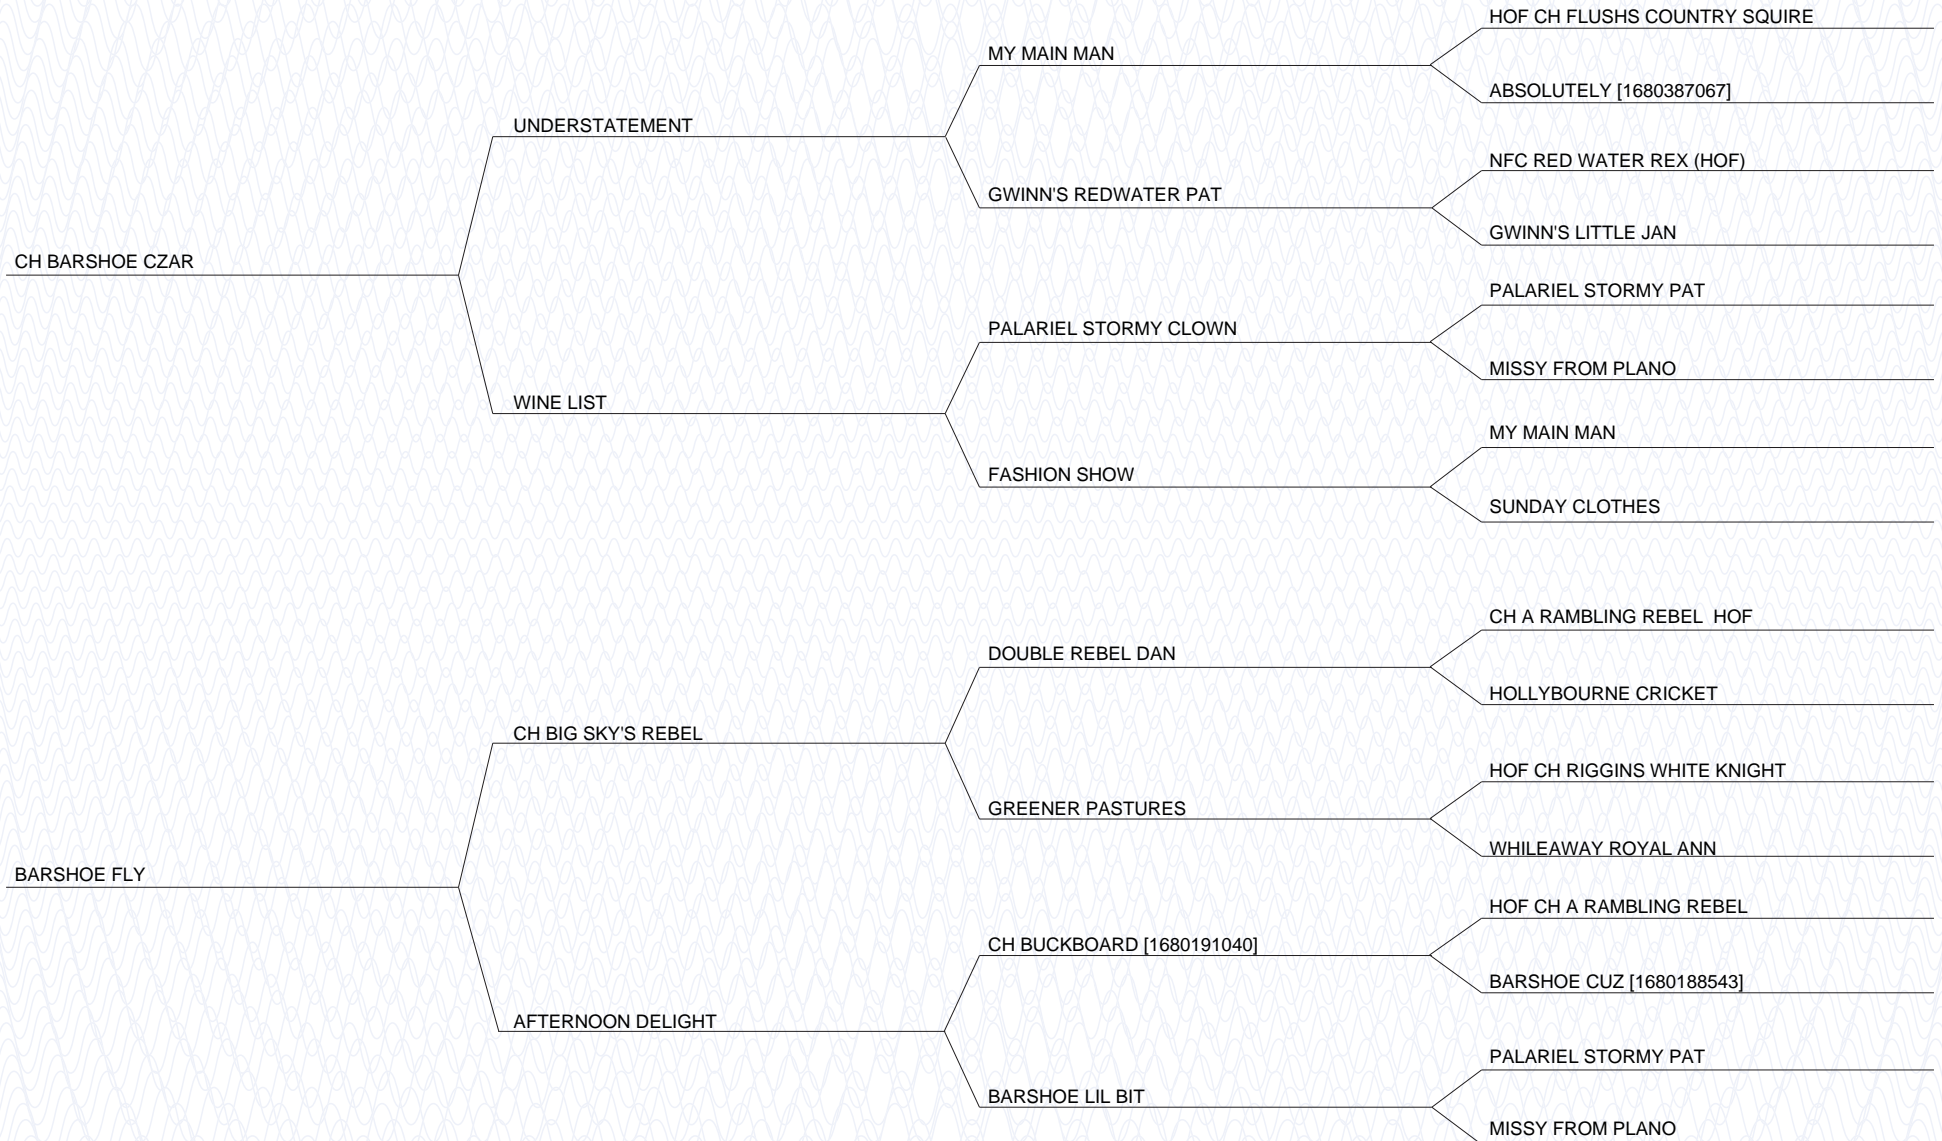 HOF CH FLUSHS COUNTRY SQUIRE
MY MAIN MAN
ABSOLUTELY [1680387067]
UNDERSTATEMENT
NFC RED WATER REX (HOF)
GWINN'S REDWATER PAT
GWINN'S LITTLE JAN
CH BARSHOE CZAR
PALARIEL STORMY PAT
PALARIEL STORMY CLOWN
MISSY FROM PLANO
WINE LIST
MY MAIN MAN
FASHION SHOW
SUNDAY CLOTHES
CH A RAMBLING REBEL  HOF
DOUBLE REBEL DAN
HOLLYBOURNE CRICKET
CH BIG SKY'S REBEL
HOF CH RIGGINS WHITE KNIGHT
GREENER PASTURES
WHILEAWAY ROYAL ANN
BARSHOE FLY
HOF CH A RAMBLING REBEL
CH BUCKBOARD [1680191040]
BARSHOE CUZ [1680188543]
AFTERNOON DELIGHT
PALARIEL STORMY PAT
BARSHOE LIL BIT
MISSY FROM PLANO